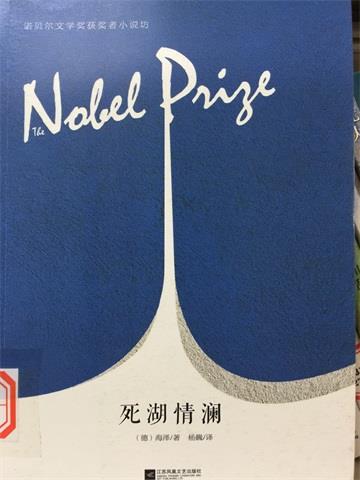 诺贝尔文学奖获奖者小说坊
The Nobel Prize
死湖情澜
（德）海泽/著 杨巍/译
江苏凤凰文艺出版社